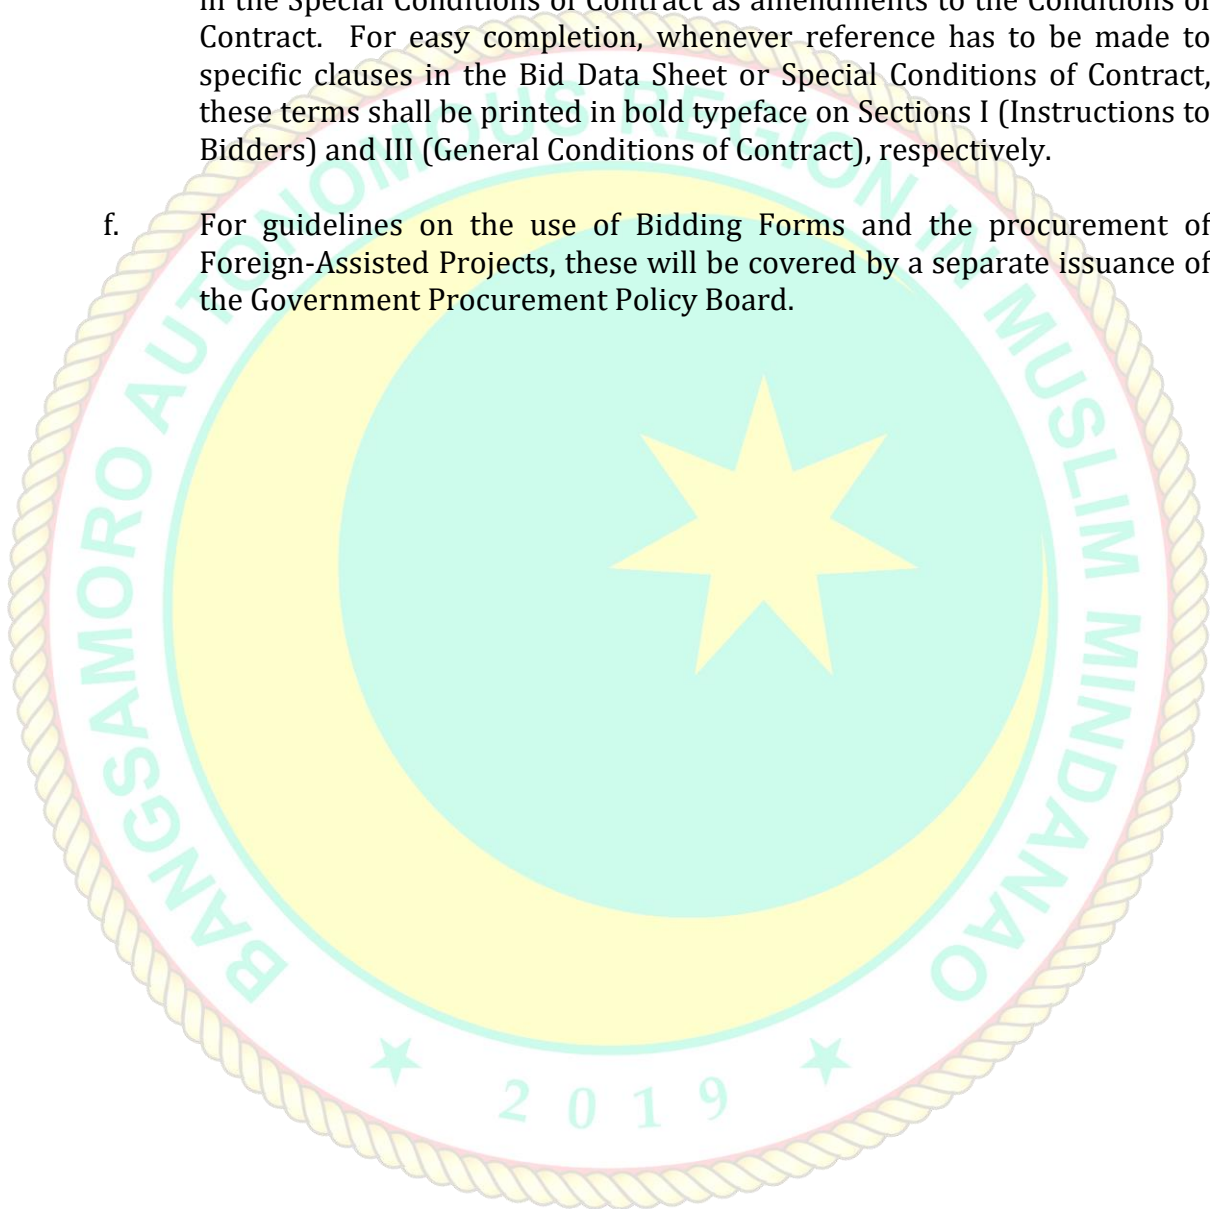 in the Special Conditions of Contract as amendments to the Conditions of
Contract. For easy completion, whenever reference has to be made to
specific clauses in the Bid Data Sheet or Special Conditions of Contract,
these terms shall be printed in bold typeface on Sections I (Instructions to
Bidders) and III (General Conditions of Contract), respectively.
f. For guidelines on the use of Bidding Forms and the procurement of
Foreign-Assisted Projects, these will be covered by a separate issuance of
the Government Procurement Policy Board.
BANGSAMORO AUTONOMOUS REGION IN MUSLIM MINDANAO
2019